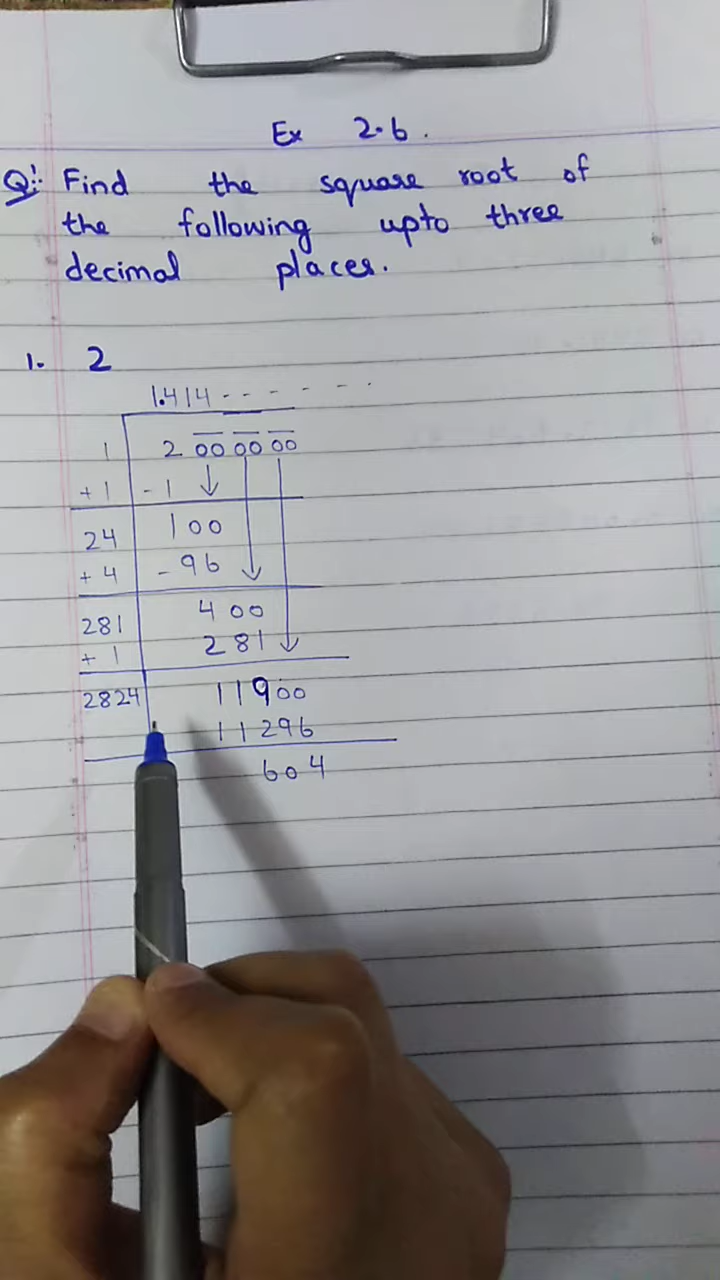 Ex 2.6.
Q1: Find the square root of
the following upto three
decimal places.
1. 2
1.414 - - - - - - .
1 2 00 00 00
+ 1 - 1
24 100
+ 4 - 96
281 400
+ 1 281
2824 11900
11296
604